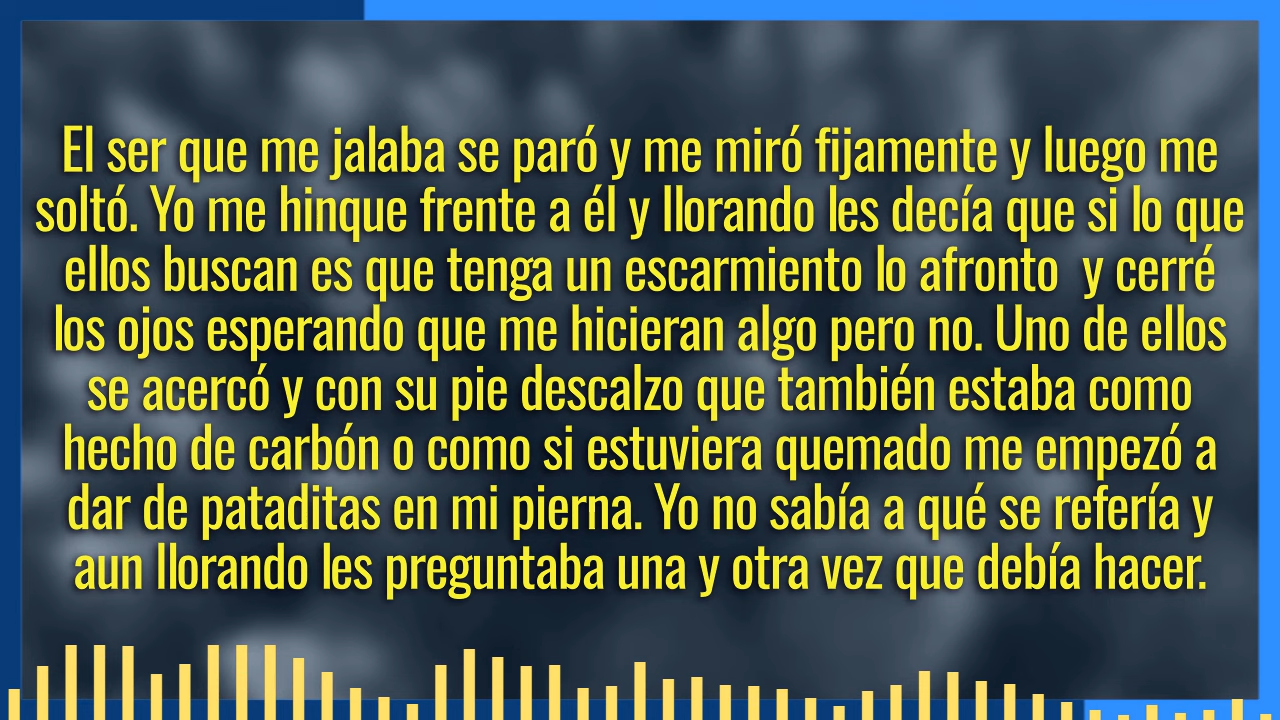 El ser que me jalaba se paró y me miró fijamente y luego me
soltó. Yo me hinque frente a él y llorando les decía que si lo que
ellos buscan es que tenga un escarmiento lo afronto  y cerré
los ojos esperando que me hicieran algo pero no. Uno de ellos
se acercó y con su pie descalzo que también estaba como
hecho de carbón o como si estuviera quemado me empezó a
dar de pataditas en mi pierna. Yo no sabía a qué se refería y
aun llorando les preguntaba una y otra vez que debía hacer.